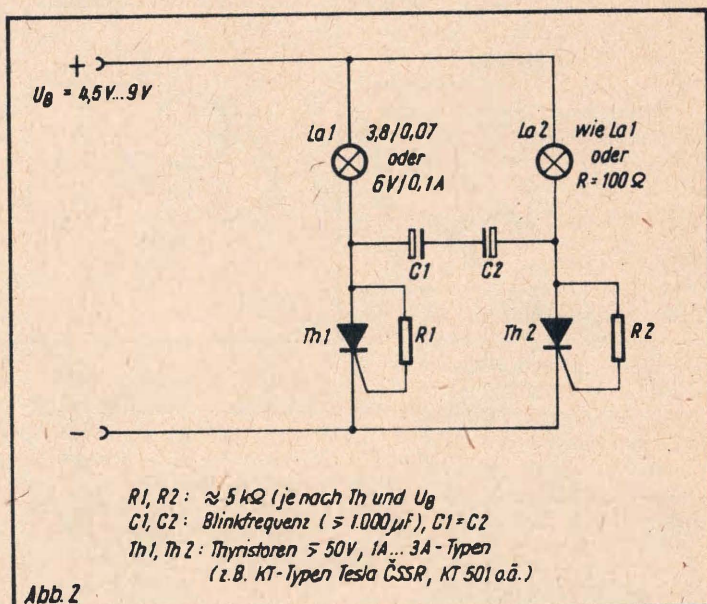 +
U_B = 4,5V...9V
La1
3,8/0,07
oder
6V/0,1A
La2
wie La1
oder
R = 100 Ω
C1
C2
Th1
R1
Th2
R2
-
R1, R2: ≈ 5 kΩ (je nach Th und U_B
C1, C2: Blinkfrequenz (≦ 1.000 µF), C1 = C2
Th1, Th2: Thyristoren ≧ 50V, 1A... 3A-Typen
(z.B. KT-Typen Tesla ČSSR, KT 501 o.ä.)
Abb. 2